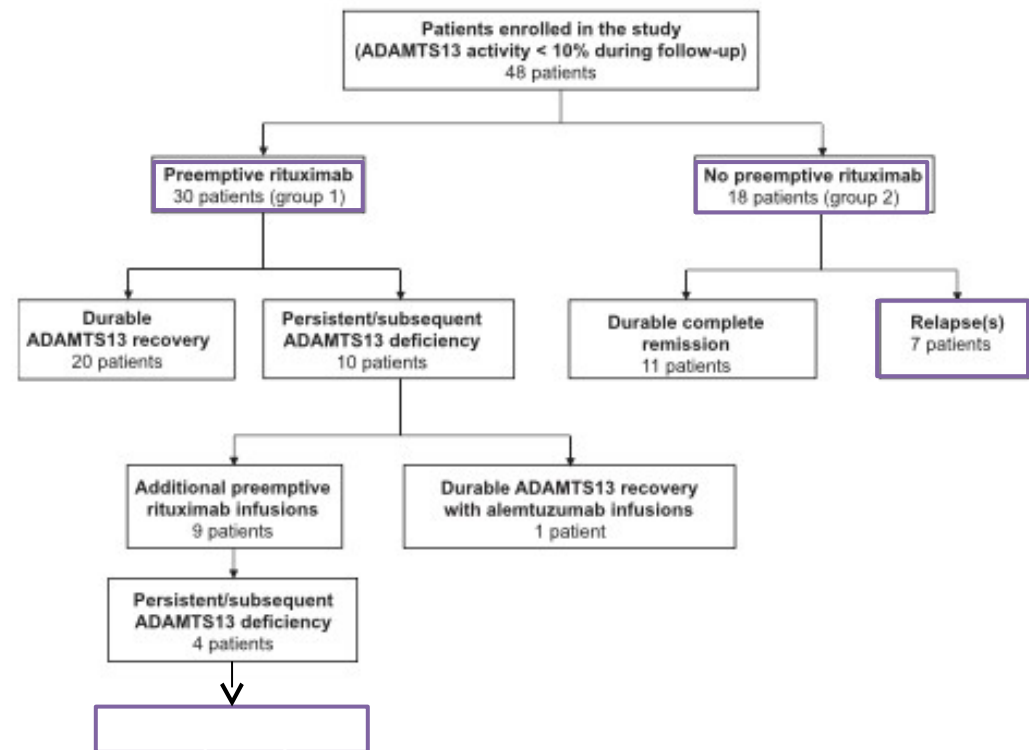 Patients enrolled in the study
(ADAMTS13 activity < 10% during follow-up)
48 patients
Preemptive rituximab
30 patients (group 1)
No preemptive rituximab
18 patients (group 2)
Durable
ADAMTS13 recovery
20 patients
Persistent/subsequent
ADAMTS13 deficiency
10 patients
Durable complete
remission
11 patients
Relapse(s)
7 patients
Additional preemptive
rituximab infusions
9 patients
Durable ADAMTS13 recovery
with alemtuzumab infusions
1 patient
Persistent/subsequent
ADAMTS13 deficiency
4 patients